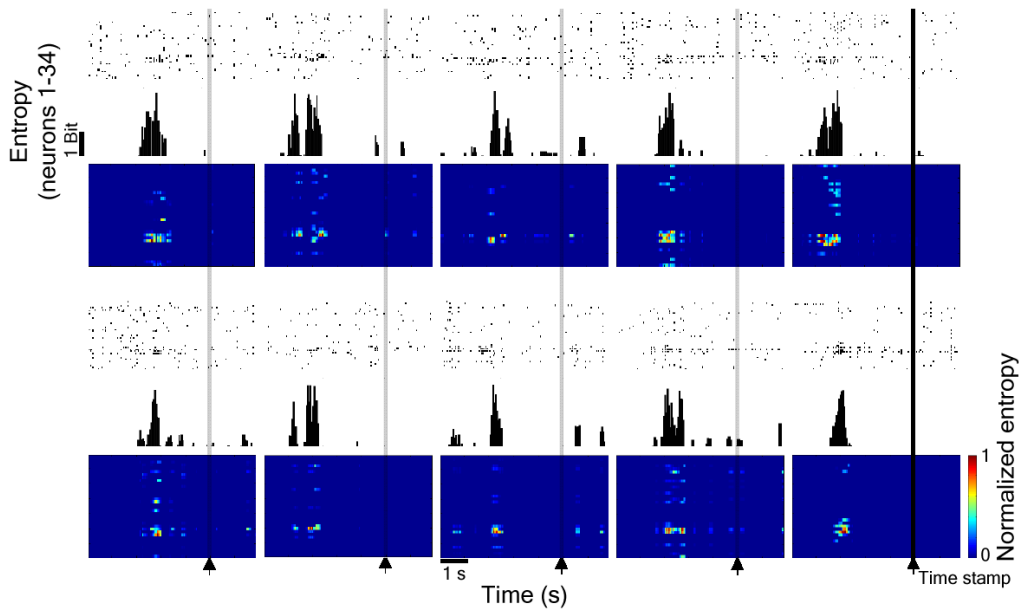 Entropy
(neurons 1-34)
1 Bit
Normalized entropy
1
0
1 s
Time (s)
Time stamp